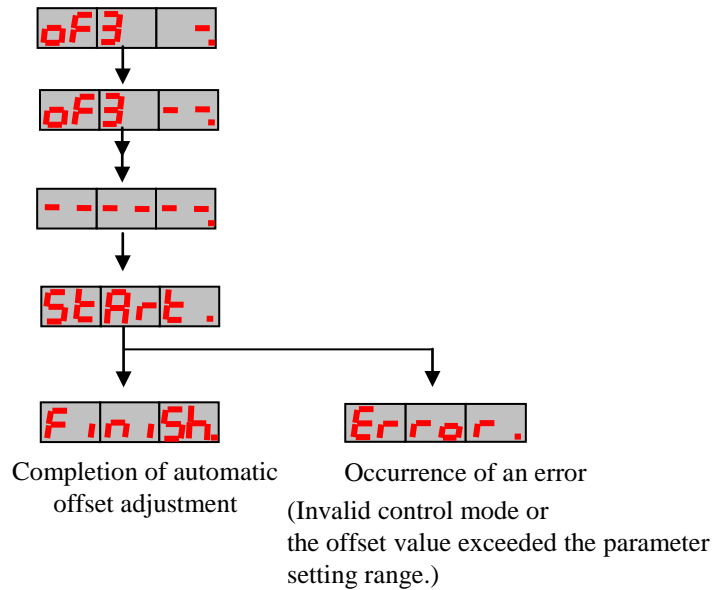 oF3 -.
oF3 --.
------.
StArt.
FiniSh.
Error.
Completion of automatic
offset adjustment
Occurrence of an error
(Invalid control mode or
the offset value exceeded the parameter
setting range.)